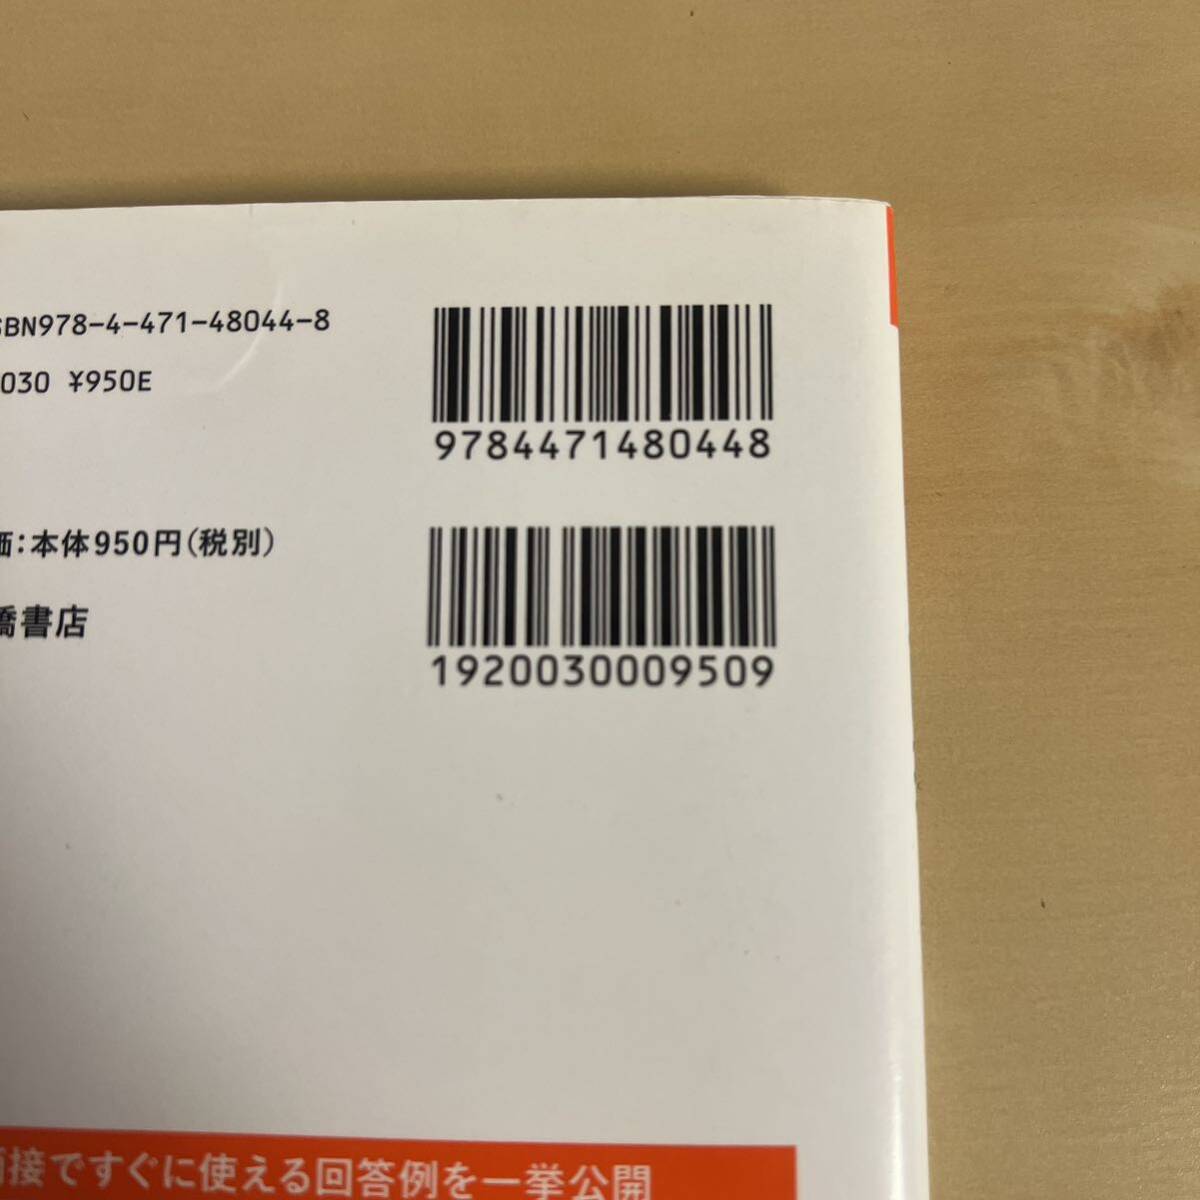 SBN978-4-471-48044-8
9784471480448
030 ¥950E
価：本体950円（税別）
橋書店
1920030009509
面接ですぐに使える回答例を一挙公開